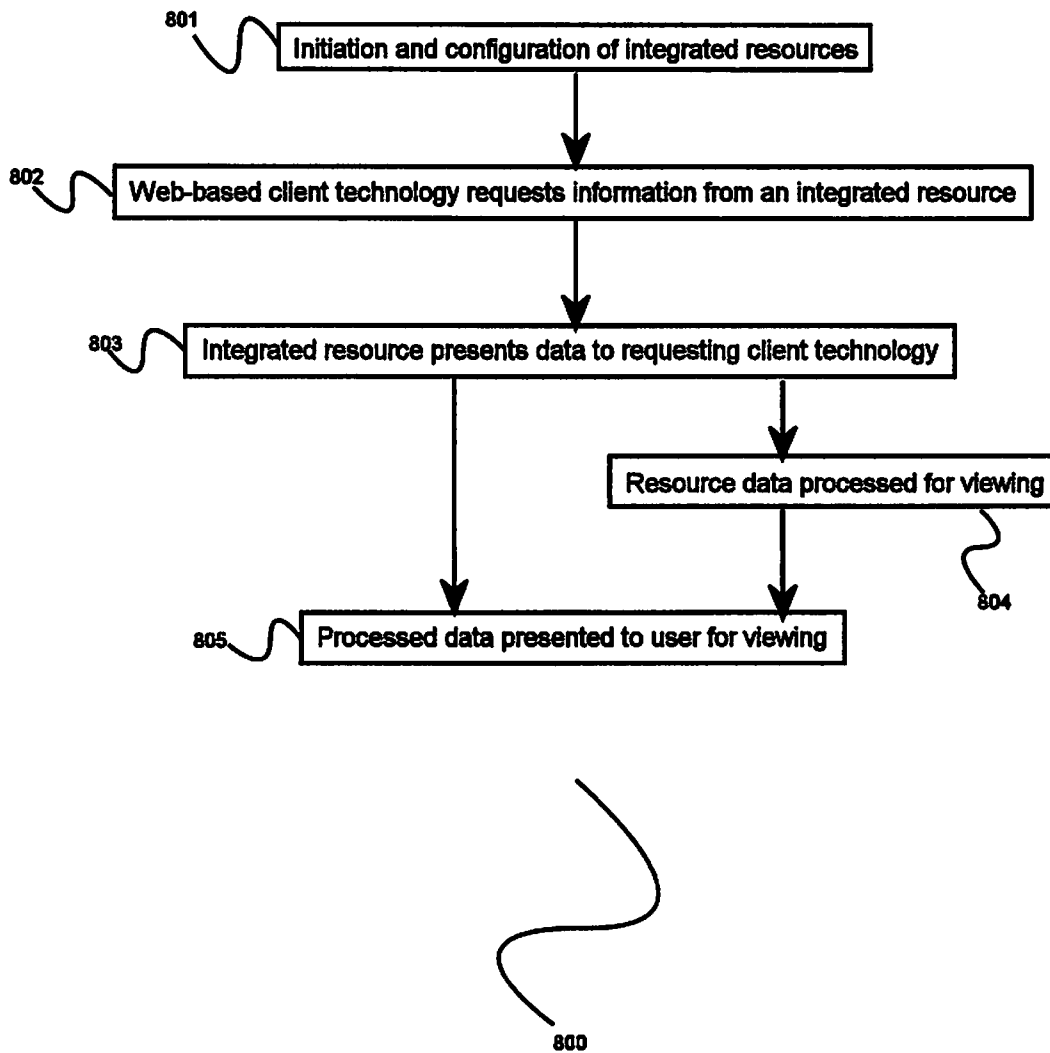 801
Initiation and configuration of integrated resources
802
Web-based client technology requests information from an integrated resource
803
Integrated resource presents data to requesting client technology
Resource data processed for viewing
804
805
Processed data presented to user for viewing
800